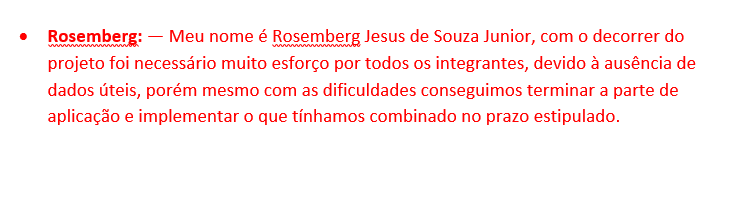 • Rosemberg: — Meu nome é Rosemberg Jesus de Souza Junior, com o decorrer do
projeto foi necessário muito esforço por todos os integrantes, devido à ausência de
dados úteis, porém mesmo com as dificuldades conseguimos terminar a parte de
aplicação e implementar o que tínhamos combinado no prazo estipulado.